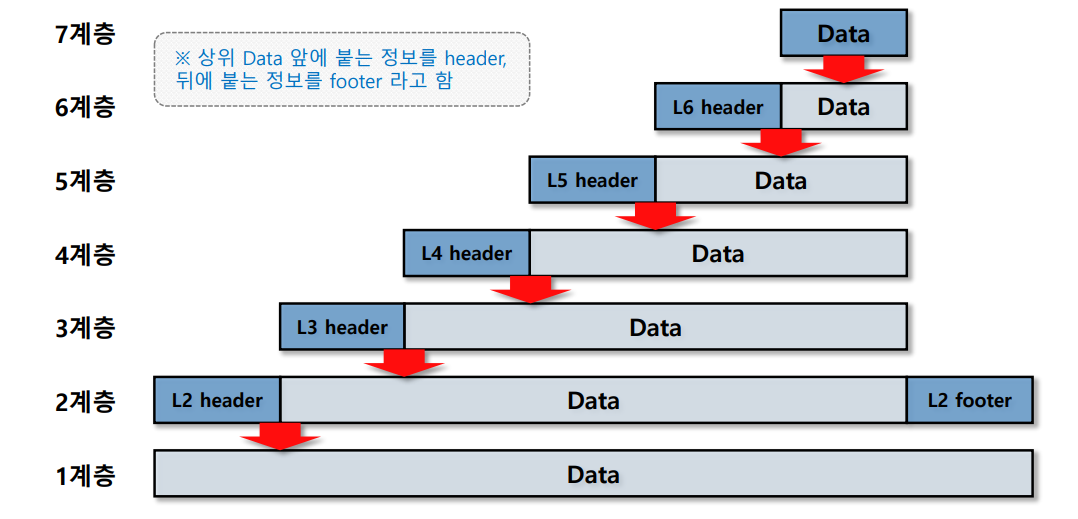 7계층
Data
※ 상위 Data 앞에 붙는 정보를 header,
뒤에 붙는 정보를 footer 라고 함
6계층
L6 header
Data
5계층
L5 header
Data
4계층
L4 header
Data
3계층
L3 header
Data
2계층
L2 header
Data
L2 footer
1계층
Data